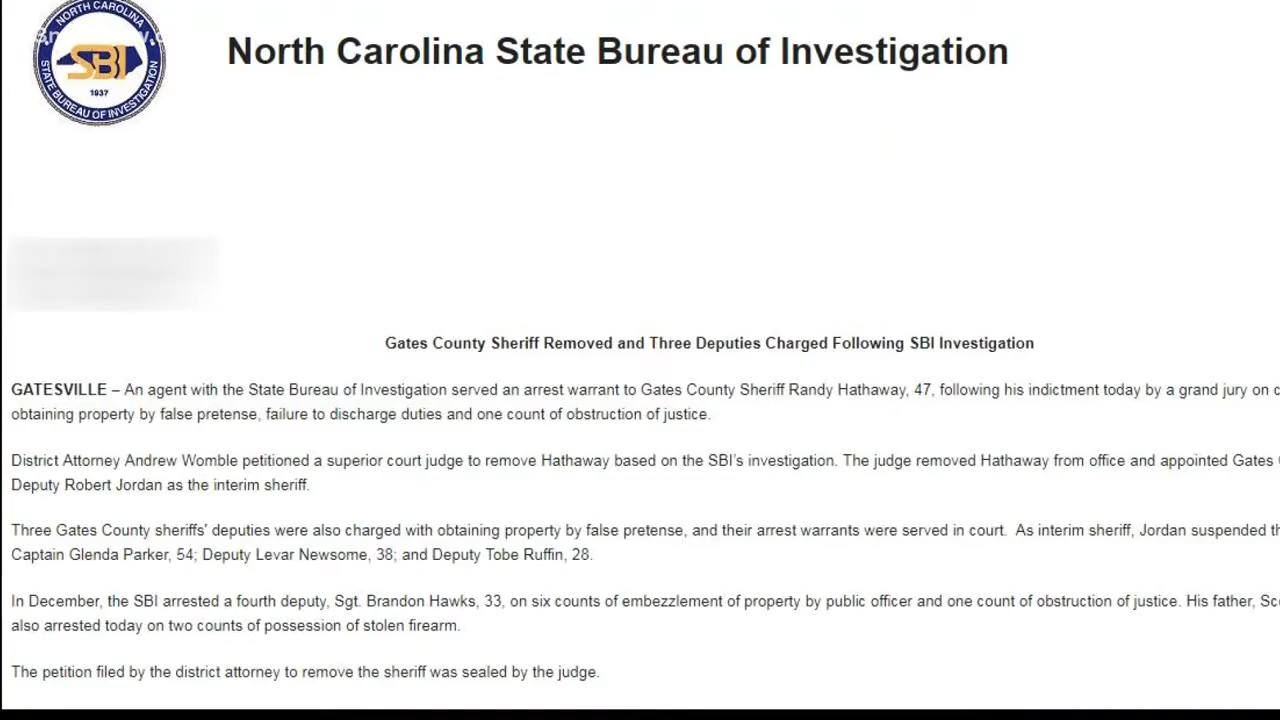 NORTH CAROLINA
SBI
1937
STATE BUREAU OF INVESTIGATION
North Carolina State Bureau of Investigation
Gates County Sheriff Removed and Three Deputies Charged Following SBI Investigation
GATESVILLE – An agent with the State Bureau of Investigation served an arrest warrant to Gates County Sheriff Randy Hathaway, 47, following his indictment today by a grand jury on
obtaining property by false pretense, failure to discharge duties and one count of obstruction of justice.
District Attorney Andrew Womble petitioned a superior court judge to remove Hathaway based on the SBI’s investigation. The judge removed Hathaway from office and appointed Gates
Deputy Robert Jordan as the interim sheriff.
Three Gates County sheriffs' deputies were also charged with obtaining property by false pretense, and their arrest warrants were served in court. As interim sheriff, Jordan suspended
Captain Glenda Parker, 54; Deputy Levar Newsome, 38; and Deputy Tobe Ruffin, 28.
In December, the SBI arrested a fourth deputy, Sgt. Brandon Hawks, 33, on six counts of embezzlement of property by public officer and one count of obstruction of justice. His father,
also arrested today on two counts of possession of stolen firearm.
The petition filed by the district attorney to remove the sheriff was sealed by the judge.